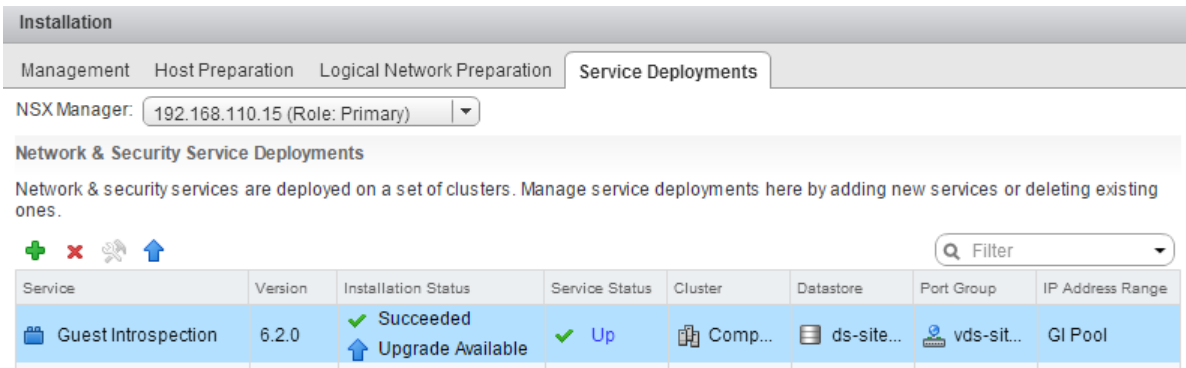 Installation
Management Host Preparation Logical Network Preparation Service Deployments
NSX Manager: 192.168.110.15 (Role: Primary)
Network & Security Service Deployments
Network & security services are deployed on a set of clusters. Manage service deployments here by adding new services or deleting existing
ones.
Filter
Service Version Installation Status Service Status Cluster Datastore Port Group IP Address Range
Guest Introspection 6.2.0 Succeeded Up Comp... ds-site... vds-sit... GI Pool
Upgrade Available